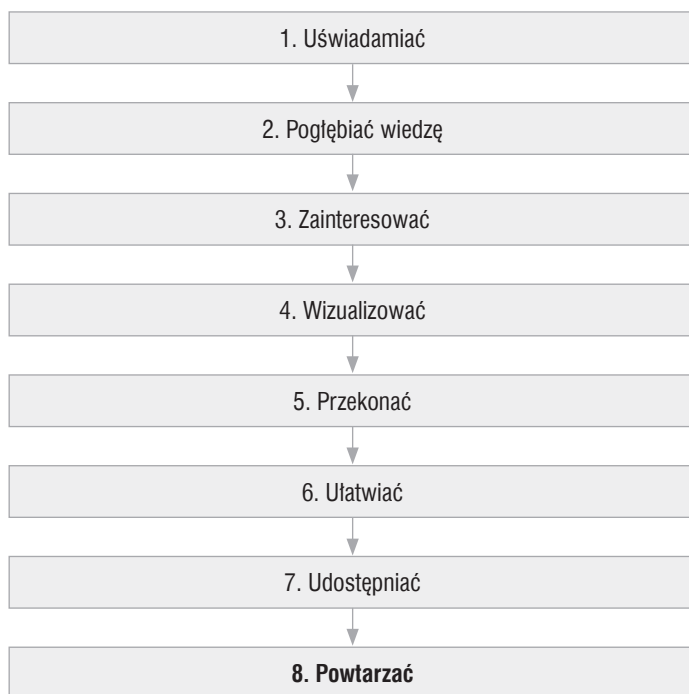 1. Uświadamiać
2. Pogłębiać wiedzę
3. Zainteresować
4. Wizualizować
5. Przekonać
6. Ułatwiać
7. Udostępniać
8. Powtarzać